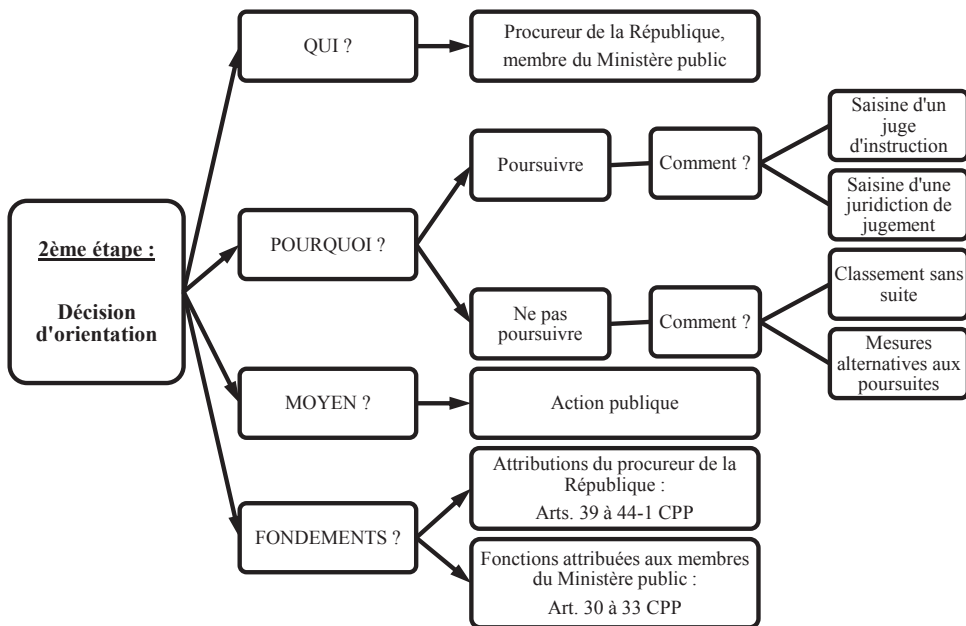 2ème étape :
Décision
d'orientation
QUI ?
Procureur de la République,
membre du Ministère public
POURQUOI ?
Poursuivre
Comment ?
Saisine d'un
juge
d'instruction
Saisine d'une
juridiction de
jugement
Ne pas
poursuivre
Comment ?
Classement sans
suite
Mesures
alternatives aux
poursuites
MOYEN ?
Action publique
FONDEMENTS ?
Attributions du procureur de la
République :
Arts. 39 à 44-1 CPP
Fonctions attribuées aux membres
du Ministère public :
Art. 30 à 33 CPP